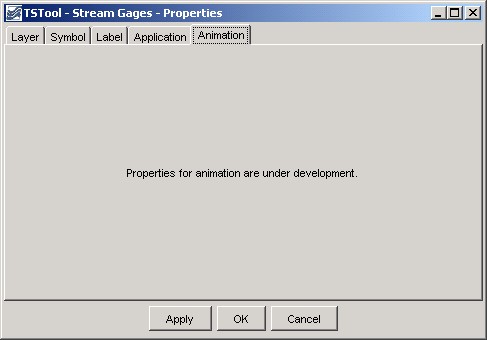 TSTool - Stream Gages - Properties
Layer Symbol Label Application Animation
Properties for animation are under development.
Apply OK Cancel